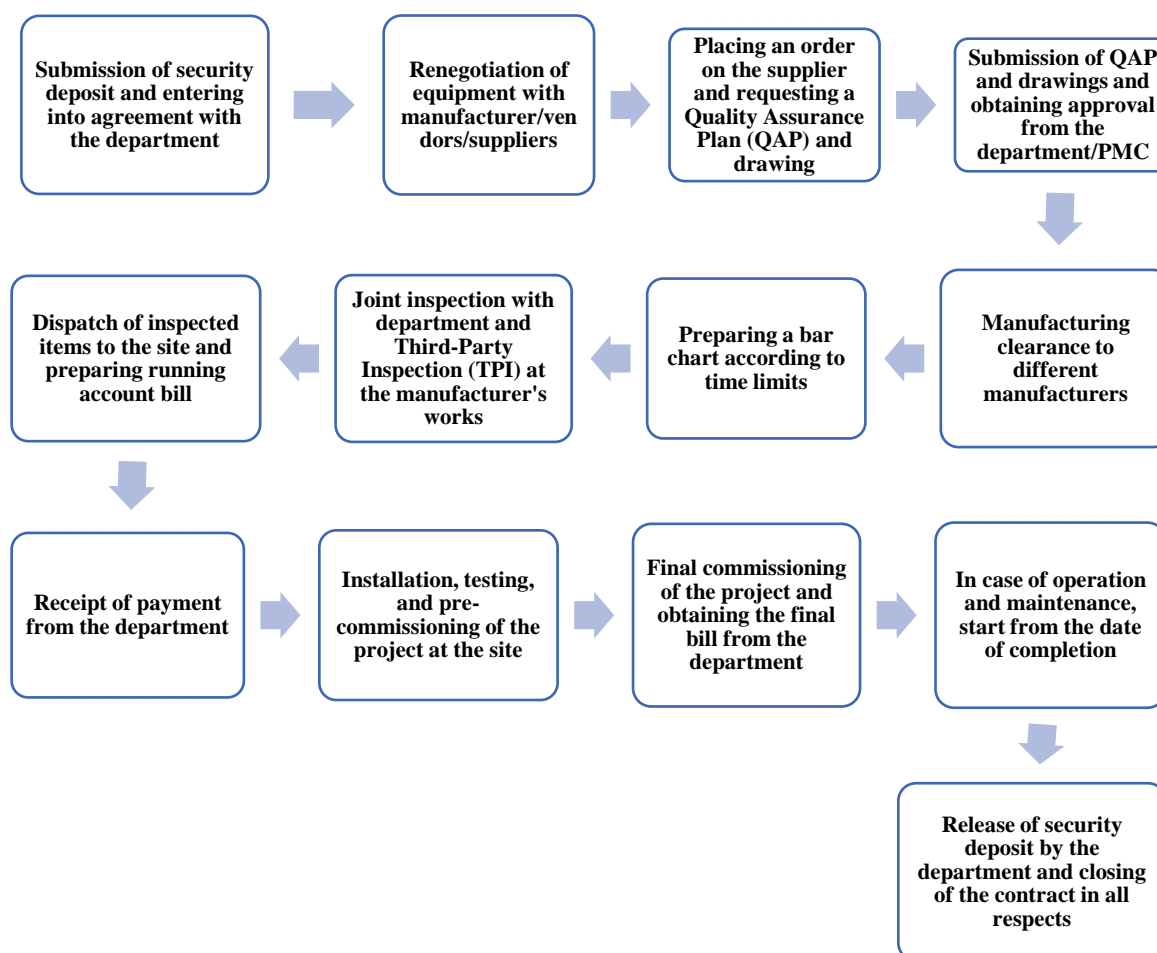 Submission of security
deposit and entering
into agreement with
the department
Renegotiation of
equipment with
manufacturer/ven
dors/suppliers
Placing an order
on the supplier
and requesting a
Quality Assurance
Plan (QAP) and
drawing
Submission of QAP
and drawings and
obtaining approval
from the
department/PMC
Manufacturing
clearance to
different
manufacturers
Preparing a bar
chart according to
time limits
Joint inspection with
department and
Third-Party
Inspection (TPI) at
the manufacturer's
works
Dispatch of inspected
items to the site and
preparing running
account bill
Receipt of payment
from the department
Installation, testing,
and pre-
commissioning of the
project at the site
Final commissioning
of the project and
obtaining the final
bill from the
department
In case of operation
and maintenance,
start from the date
of completion
Release of security
deposit by the
department and closing
of the contract in all
respects